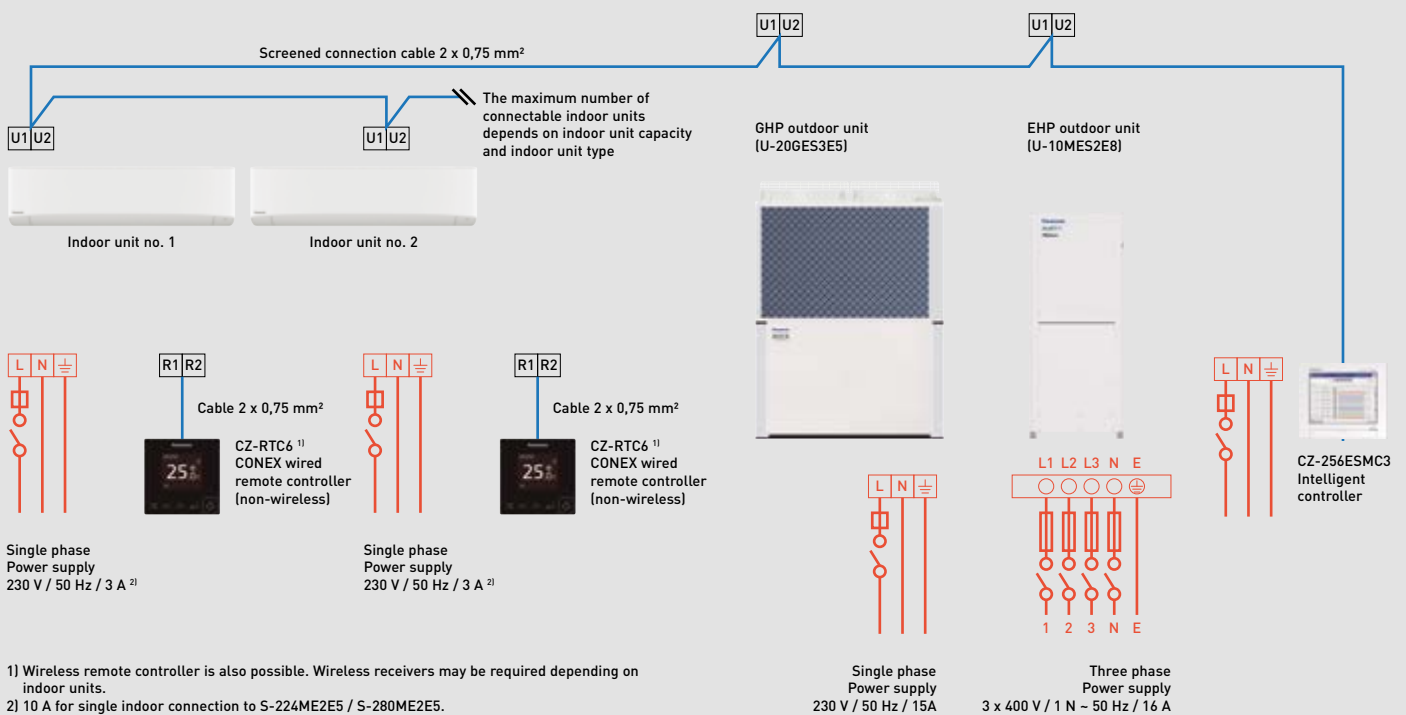 U1 U2
U1 U2
Screened connection cable 2 x 0,75 mm²
The maximum number of
connectable indoor units
depends on indoor unit capacity
and indoor unit type
U1 U2
U1 U2
GHP outdoor unit
(U-20GES3E5)
EHP outdoor unit
(U-10MES2E8)
Indoor unit no. 1
Indoor unit no. 2
Panasonic
Panasonic
L N
R1 R2
L N
R1 R2
L N
Cable 2 x 0,75 mm²
Cable 2 x 0,75 mm²
Panasonic
25
CZ-RTC6 ¹⁾
CONEX wired
remote controller
(non-wireless)
Panasonic
25
CZ-RTC6 ¹⁾
CONEX wired
remote controller
(non-wireless)
CZ-256ESMC3
Intelligent
controller
L1 L2 L3 N E
L N
1 2 3 N E
Single phase
Power supply
230 V / 50 Hz / 3 A ²⁾
Single phase
Power supply
230 V / 50 Hz / 3 A ²⁾
Single phase
Power supply
230 V / 50 Hz / 15A
Three phase
Power supply
3 x 400 V / 1 N ~ 50 Hz / 16 A
1) Wireless remote controller is also possible. Wireless receivers may be required depending on
indoor units.
2) 10 A for single indoor connection to S-224ME2E5 / S-280ME2E5.